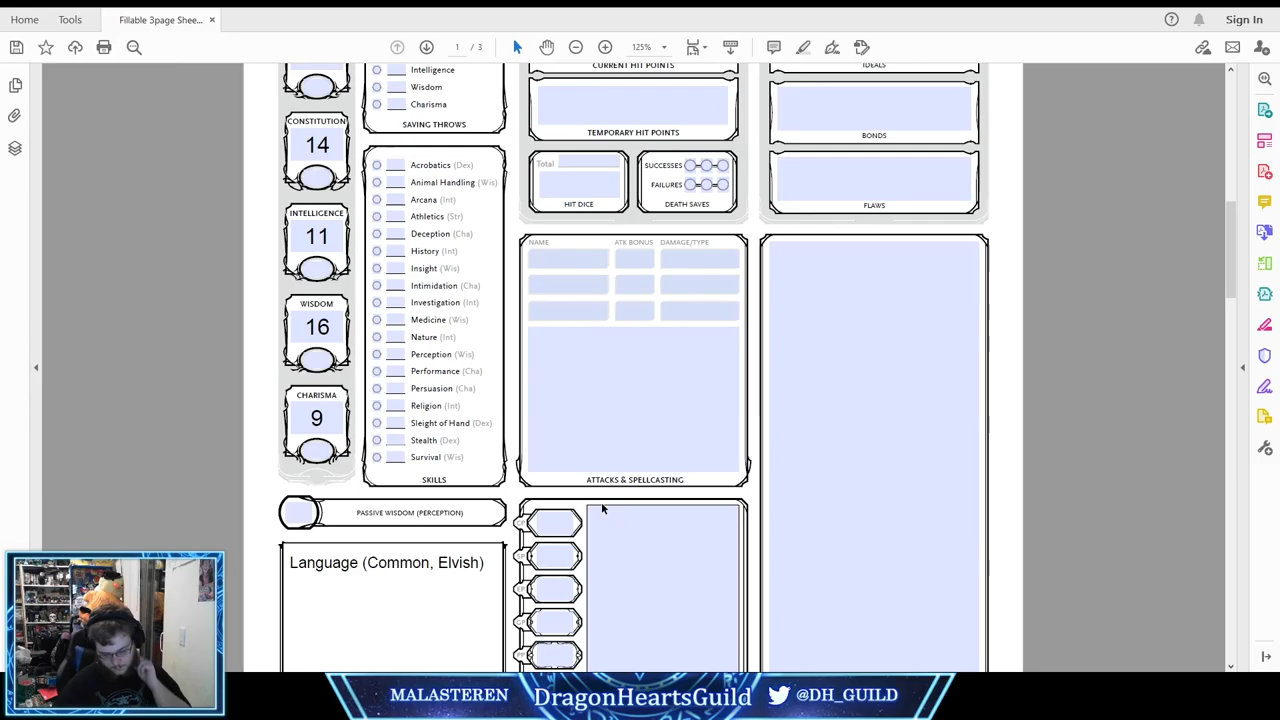 Home Tools Fillable 3page Shee... ×
Sign In
1 / 3 125%
CURRENT HIT POINTS
IDEALS
Intelligence
Wisdom
Charisma
SAVING THROWS
TEMPORARY HIT POINTS
BONDS
CONSTITUTION
14
Total
HIT DICE
SUCCESSES
FAILURES
DEATH SAVES
FLAWS
INTELLIGENCE
11
WISDOM
16
CHARISMA
9
Acrobatics (Dex)
Animal Handling (Wis)
Arcana (Int)
Athletics (Str)
Deception (Cha)
History (Int)
Insight (Wis)
Intimidation (Cha)
Investigation (Int)
Medicine (Wis)
Nature (Int)
Perception (Wis)
Performance (Cha)
Persuasion (Cha)
Religion (Int)
Sleight of Hand (Dex)
Stealth (Dex)
Survival (Wis)
SKILLS
NAME ATK BONUS DAMAGE/TYPE
ATTACKS & SPELLCASTING
PASSIVE WISDOM (PERCEPTION)
Language (Common, Elvish)
CP
SP
EP
GP
PP
MALASTEREN DragonHeartsGuild @DH_GUILD